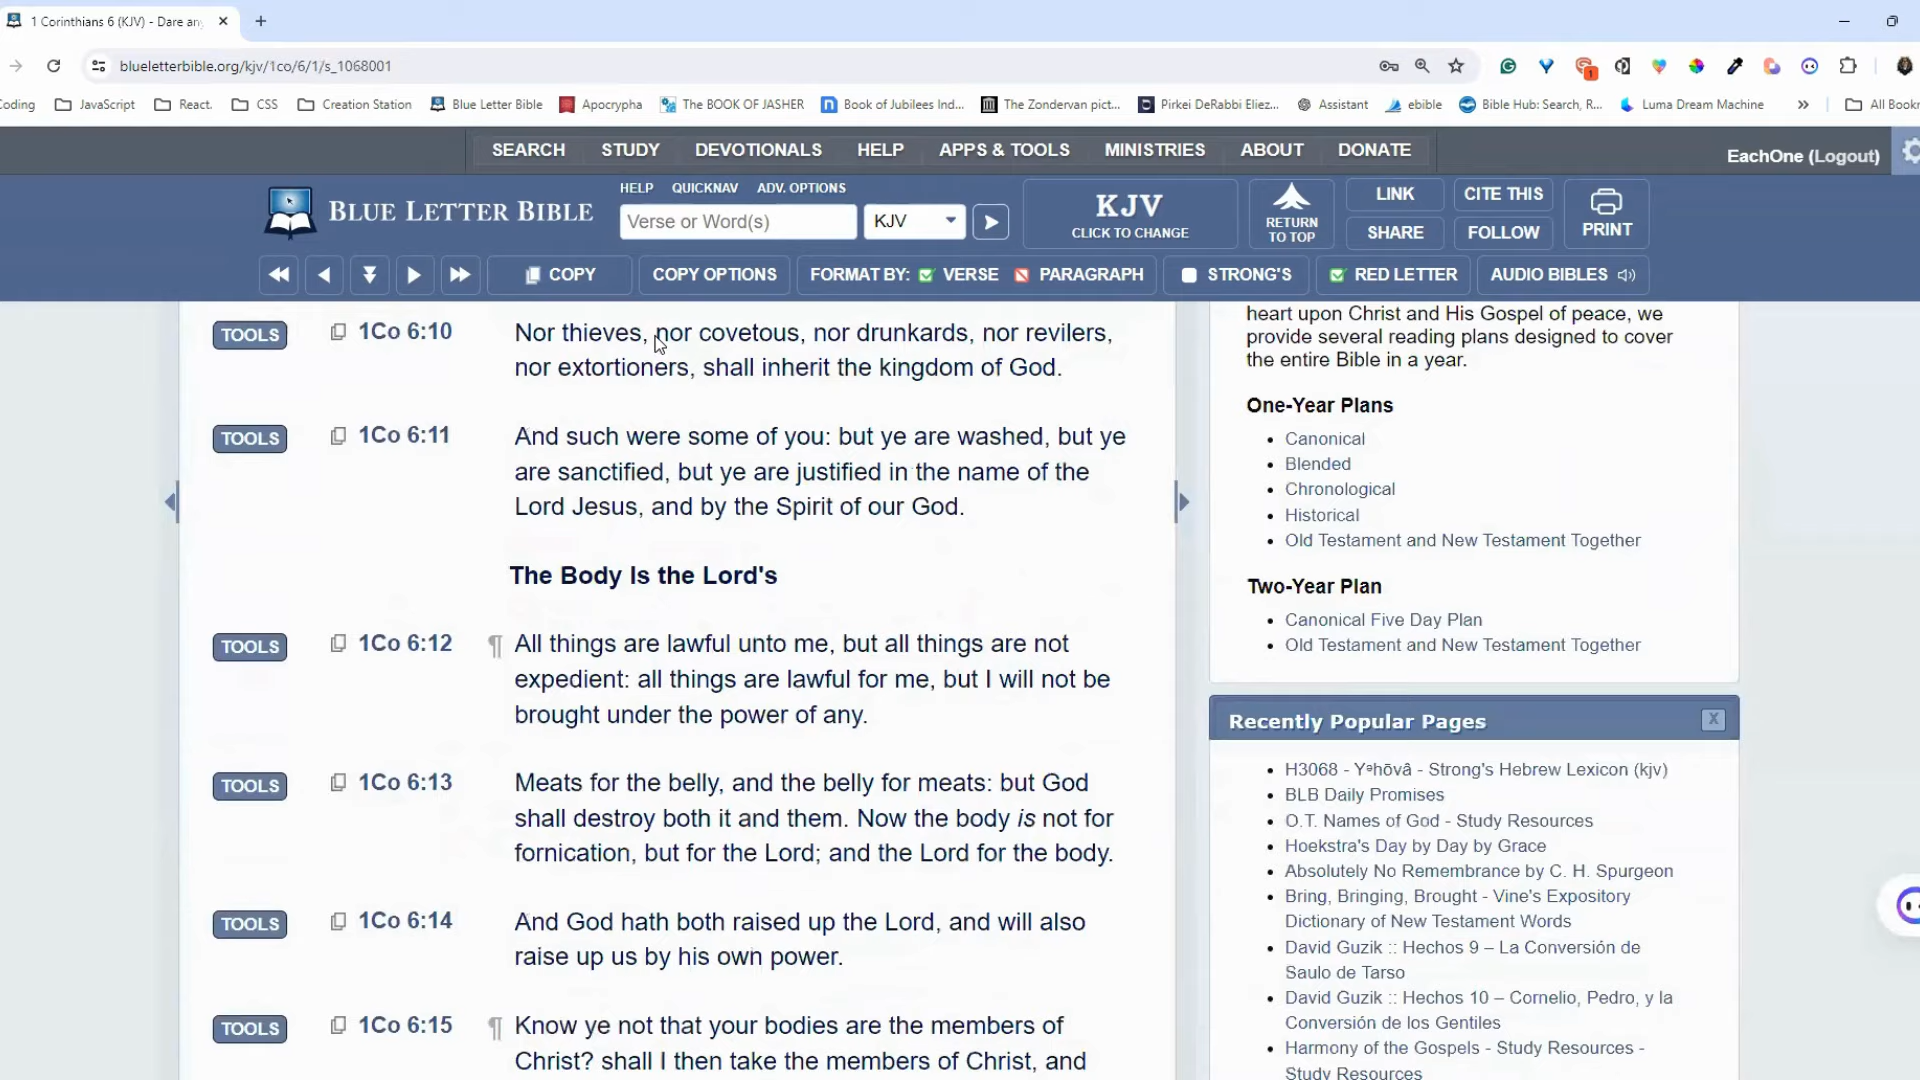 1 Corinthians 6 (KJV) - Dare an
blueletterbible.org/kjv/1co/6/1/s_1068001
1
Coding
JavaScript
React.
CSS
Creation Station
Blue Letter Bible
Apocrypha
The BOOK OF JASHER
Book of Jubilees Ind...
The Zondervan pict...
Pirkei DeRabbi Eliez...
Assistant
ebible
Bible Hub: Search, R...
Luma Dream Machine
»
All Bookm
SEARCH
STUDY
DEVOTIONALS
HELP
APPS & TOOLS
MINISTRIES
ABOUT
DONATE
EachOne (Logout)
BLUE LETTER BIBLE
HELP
QUICKNAV
ADV. OPTIONS
Verse or Word(s)
KJV
KJV
CLICK TO CHANGE
RETURN
TO TOP
LINK
CITE THIS
SHARE
FOLLOW
PRINT
COPY
COPY OPTIONS
FORMAT BY: VERSE PARAGRAPH
STRONG'S
RED LETTER
AUDIO BIBLES
TOOLS
1Co 6:10
Nor thieves, nor covetous, nor drunkards, nor revilers,
nor extortioners, shall inherit the kingdom of God.
TOOLS
1Co 6:11
And such were some of you: but ye are washed, but ye
are sanctified, but ye are justified in the name of the
Lord Jesus, and by the Spirit of our God.
The Body Is the Lord's
TOOLS
1Co 6:12
¶ All things are lawful unto me, but all things are not
expedient: all things are lawful for me, but I will not be
brought under the power of any.
TOOLS
1Co 6:13
Meats for the belly, and the belly for meats: but God
shall destroy both it and them. Now the body is not for
fornication, but for the Lord; and the Lord for the body.
TOOLS
1Co 6:14
And God hath both raised up the Lord, and will also
raise up us by his own power.
TOOLS
1Co 6:15
¶ Know ye not that your bodies are the members of
Christ? shall I then take the members of Christ, and
heart upon Christ and His Gospel of peace, we
provide several reading plans designed to cover
the entire Bible in a year.
One-Year Plans
Canonical
Blended
Chronological
Historical
Old Testament and New Testament Together
Two-Year Plan
Canonical Five Day Plan
Old Testament and New Testament Together
Recently Popular Pages
X
H3068 - Yᵊhōvâ - Strong's Hebrew Lexicon (kjv)
BLB Daily Promises
O.T. Names of God - Study Resources
Hoekstra's Day by Day by Grace
Absolutely No Remembrance by C. H. Spurgeon
Bring, Bringing, Brought - Vine's Expository
Dictionary of New Testament Words
David Guzik :: Hechos 9 – La Conversión de
Saulo de Tarso
David Guzik :: Hechos 10 – Cornelio, Pedro, y la
Conversión de los Gentiles
Harmony of the Gospels - Study Resources -
Study Resources